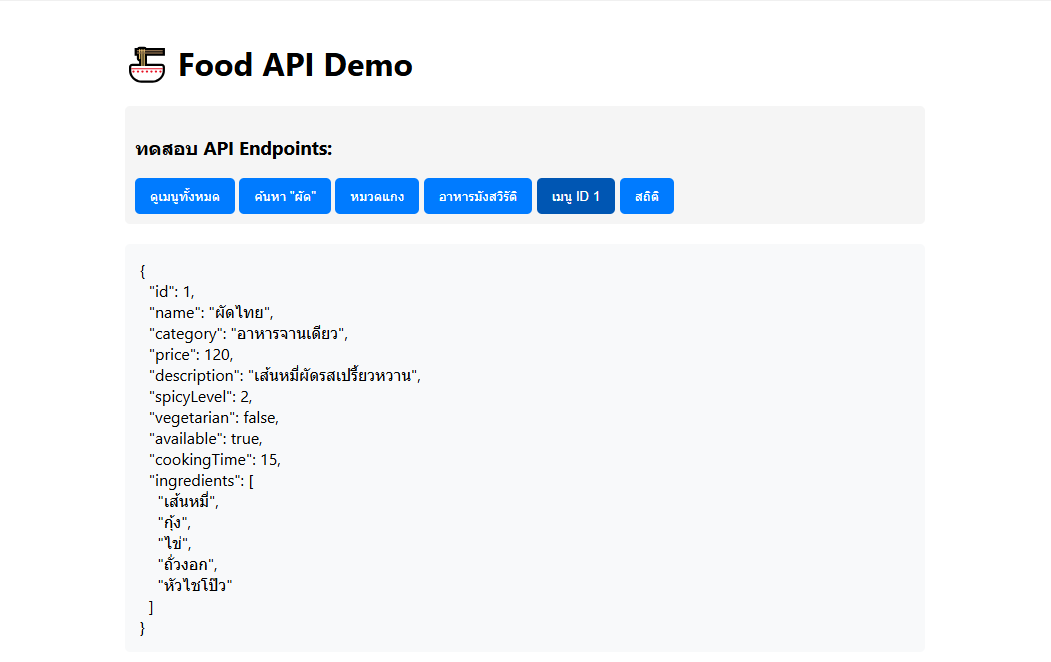 Food API Demo
ทดสอบ API Endpoints:
ดูเมนูทั้งหมด ค้นหา "ผัด" หมวดแกง อาหารมังสวิรัติ เมนู ID 1 สถิติ
{
"id": 1,
"name": "ผัดไทย",
"category": "อาหารจานเดียว",
"price": 120,
"description": "เส้นหมี่ผัดรสเปรี้ยวหวาน",
"spicyLevel": 2,
"vegetarian": false,
"available": true,
"cookingTime": 15,
"ingredients": [
"เส้นหมี่",
"กุ้ง",
"ไข่",
"ถั่วงอก",
"หัวไชโป๊ว"
]
}